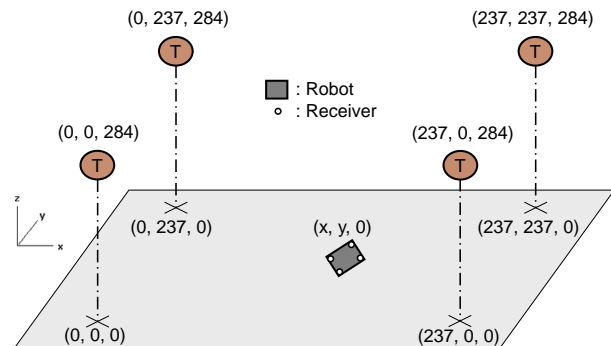 (0, 237, 284)
(237, 237, 284)
T
T
: Robot
: Receiver
(0, 0, 284)
(237, 0, 284)
T
T
z
y
x
(0, 237, 0)
(x, y, 0)
(237, 237, 0)
(0, 0, 0)
(237, 0, 0)